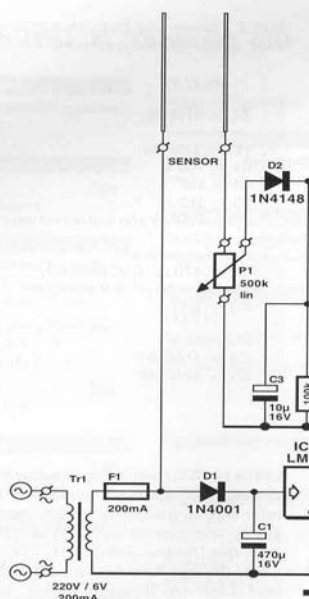 SENSOR
D2
1N4148
P1
500k
lin
C3
10µ
16V
100k
IC
LM
Tr1
F1
200mA
D1
1N4001
C1
470µ
16V
220V / 6V
200mA